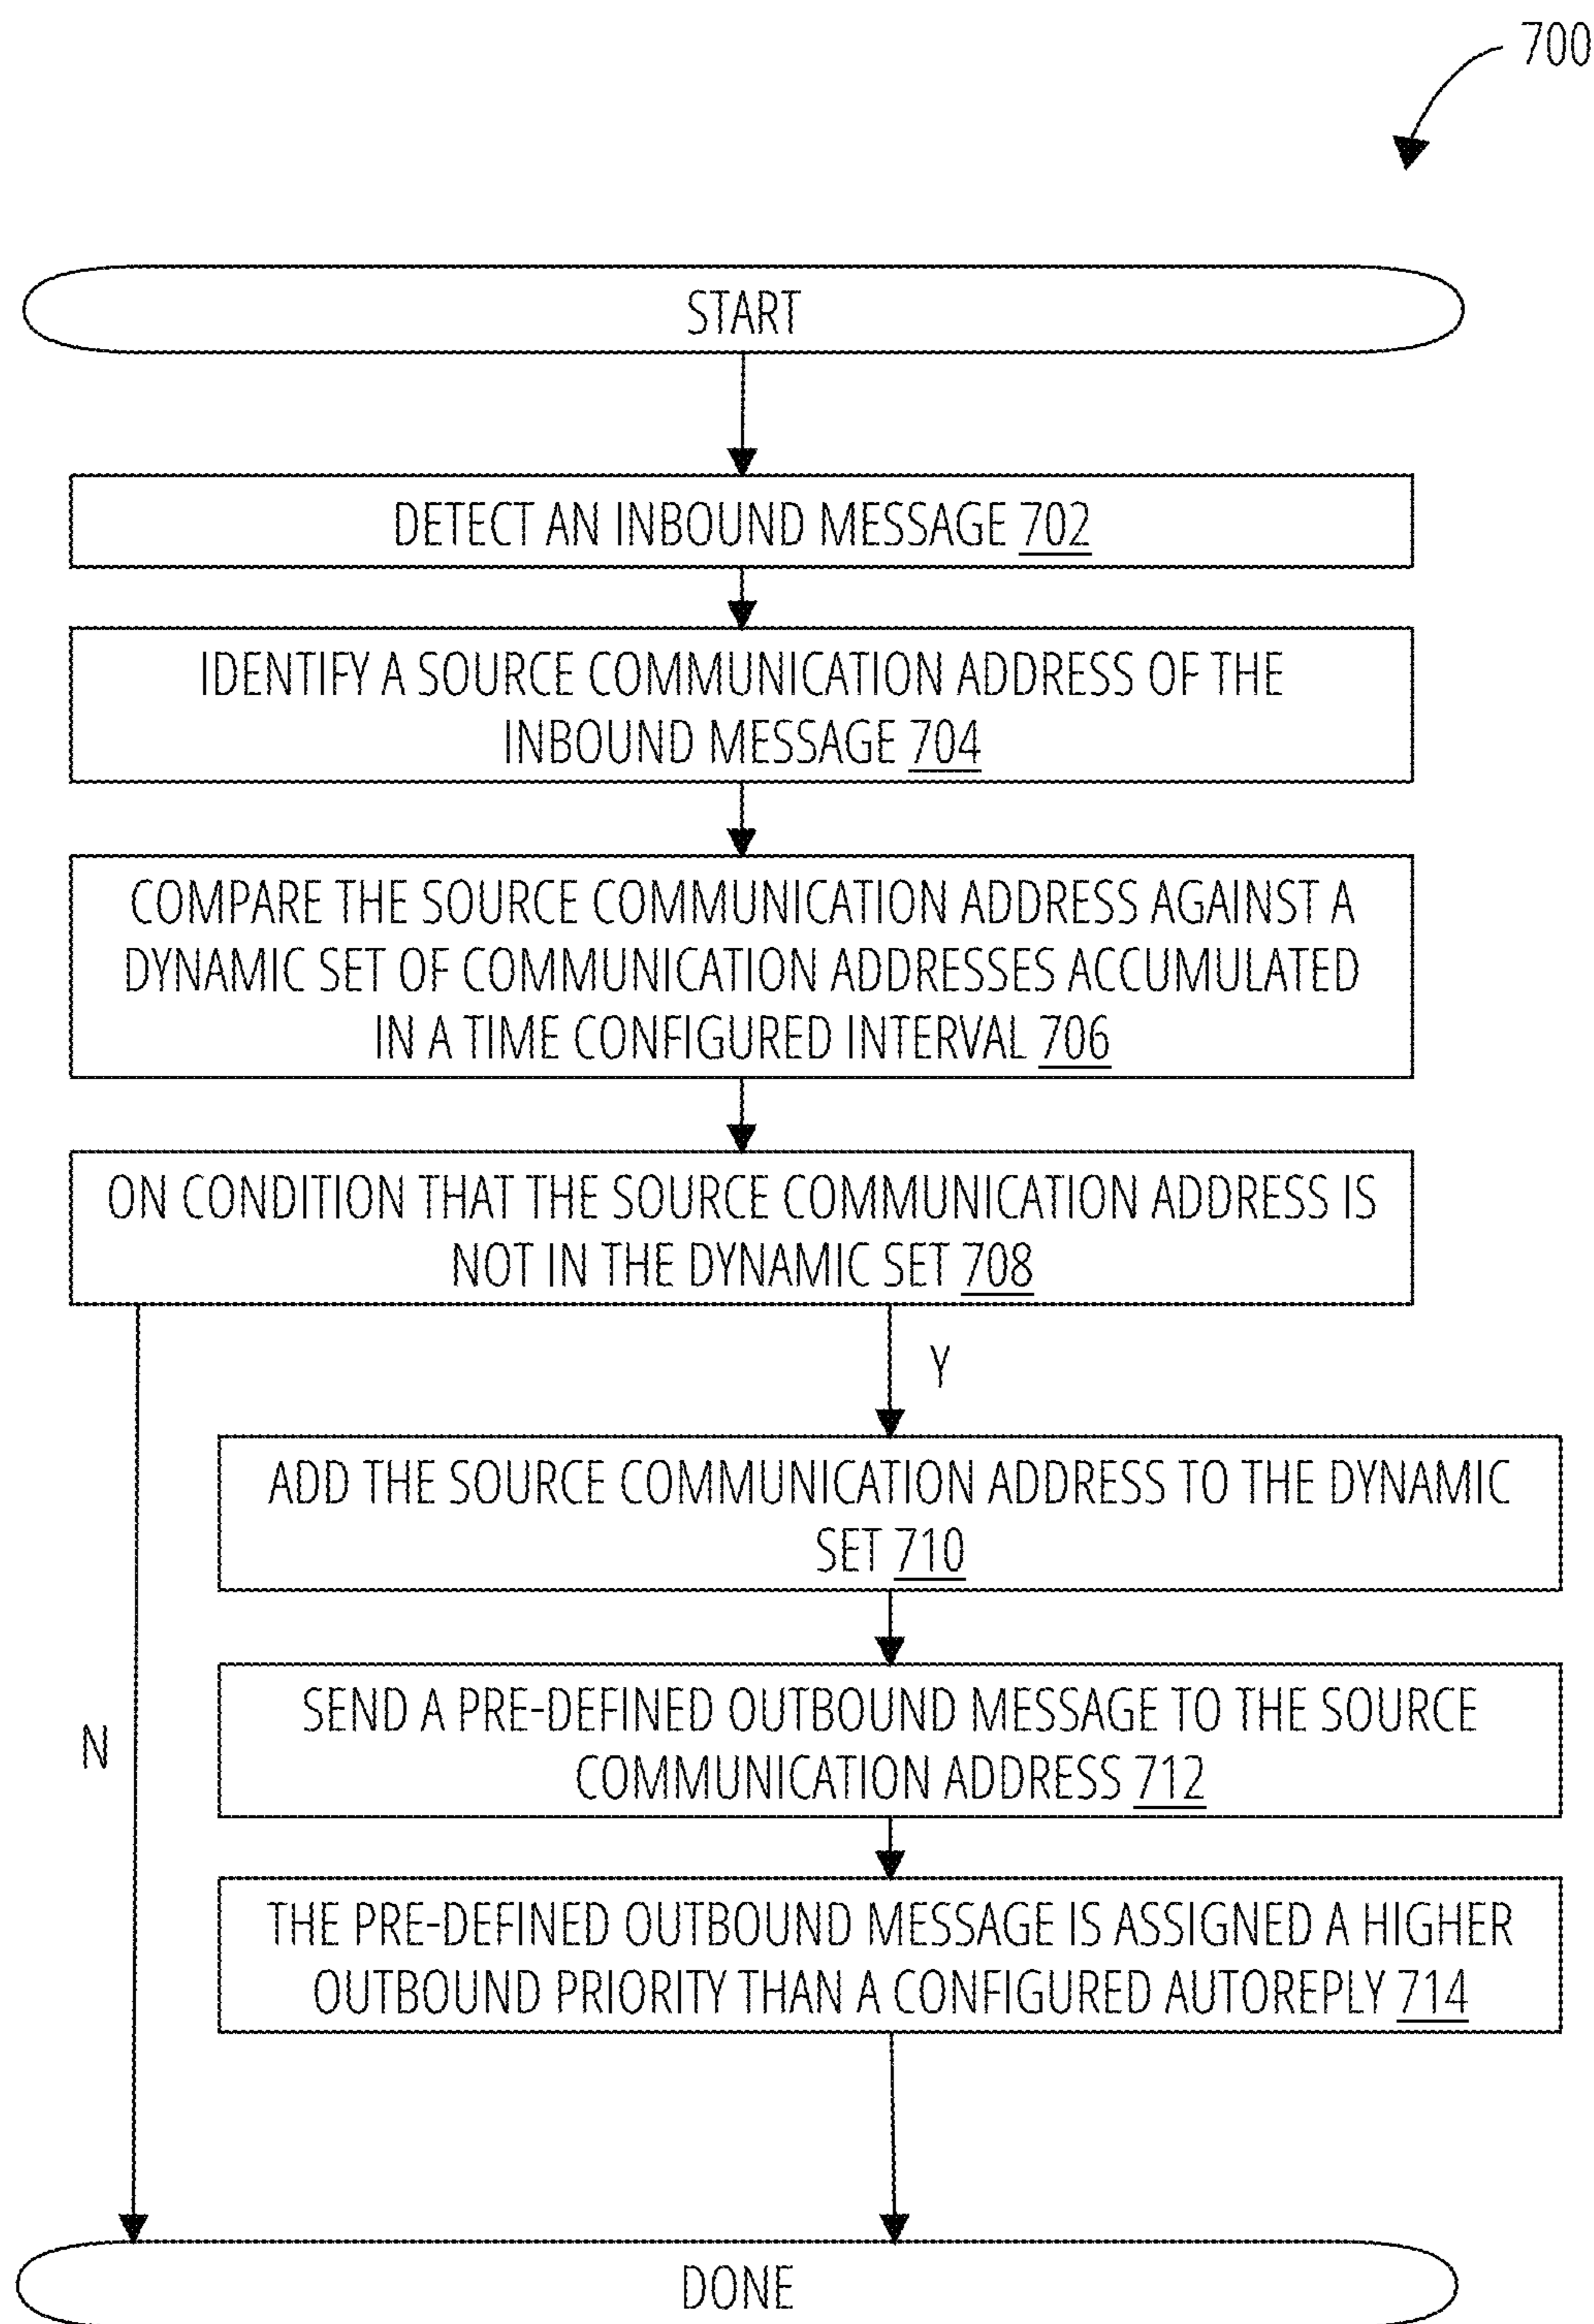 700
START
DETECT AN INBOUND MESSAGE 702
IDENTIFY A SOURCE COMMUNICATION ADDRESS OF THE
INBOUND MESSAGE 704
COMPARE THE SOURCE COMMUNICATION ADDRESS AGAINST A
DYNAMIC SET OF COMMUNICATION ADDRESSES ACCUMULATED
IN A TIME CONFIGURED INTERVAL 706
ON CONDITION THAT THE SOURCE COMMUNICATION ADDRESS IS
NOT IN THE DYNAMIC SET 708
Y
ADD THE SOURCE COMMUNICATION ADDRESS TO THE DYNAMIC
SET 710
SEND A PRE-DEFINED OUTBOUND MESSAGE TO THE SOURCE
COMMUNICATION ADDRESS 712
N
THE PRE-DEFINED OUTBOUND MESSAGE IS ASSIGNED A HIGHER
OUTBOUND PRIORITY THAN A CONFIGURED AUTOREPLY 714
DONE